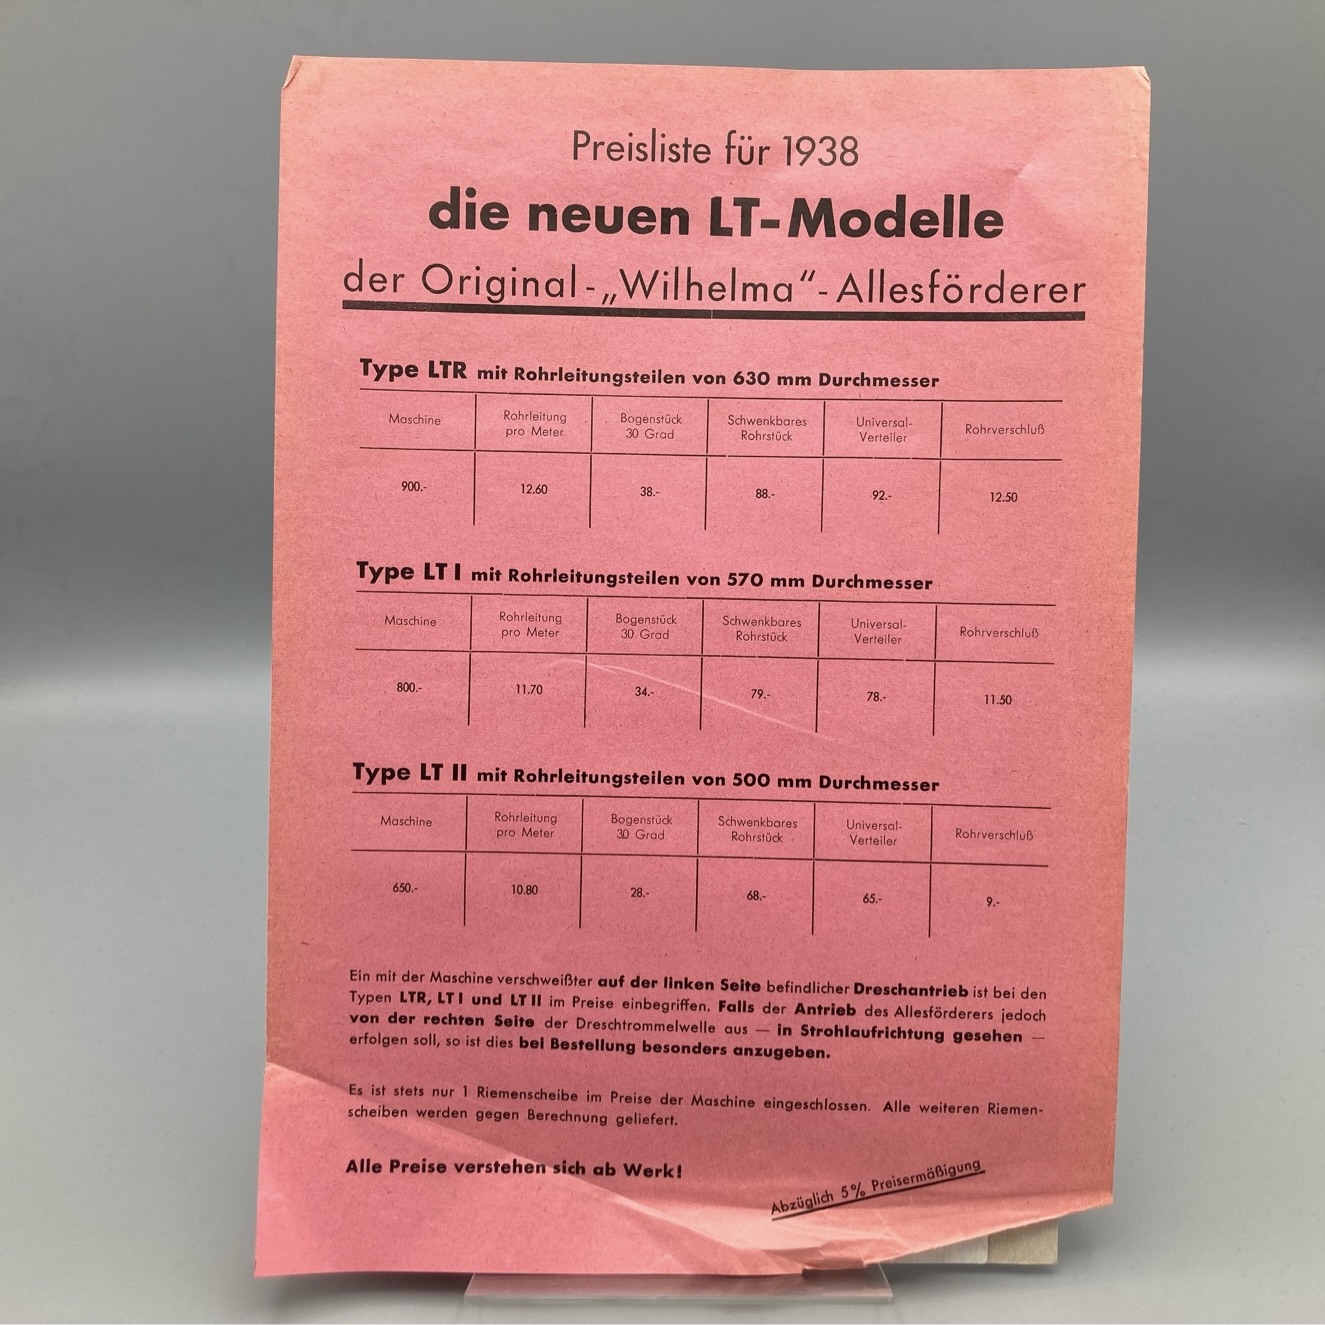 Preisliste für 1938
die neuen LT-Modelle
der Original-„Wilhelma“-Allesförderer
Type LTR mit Rohrleitungsteilen von 630 mm Durchmesser
Maschine Rohrleitung pro Meter Bogenstück 30 Grad Schwenkbares Rohrstück Universal-Verteiler Rohrverschluß
900.- 12.60 38.- 88.- 92.- 12.50
Type LT I mit Rohrleitungsteilen von 570 mm Durchmesser
Maschine Rohrleitung pro Meter Bogenstück 30 Grad Schwenkbares Rohrstück Universal-Verteiler Rohrverschluß
800.- 11.70 34.- 79.- 78.- 11.50
Type LT II mit Rohrleitungsteilen von 500 mm Durchmesser
Maschine Rohrleitung pro Meter Bogenstück 30 Grad Schwenkbares Rohrstück Universal-Verteiler Rohrverschluß
650.- 10.80 28.- 68.- 65.- 9.-
Ein mit der Maschine verschweißter auf der linken Seite befindlicher Dreschantrieb ist bei den
Typen LTR, LT I und LT II im Preise einbegriffen. Falls der Antrieb des Allesförderers jedoch
von der rechten Seite der Dreschtrommelwelle aus — in Strohlaufrichtung gesehen —
erfolgen soll, so ist dies bei Bestellung besonders anzugeben.
Es ist stets nur 1 Riemenscheibe im Preise der Maschine eingeschlossen. Alle weiteren Riemen-
scheiben werden gegen Berechnung geliefert.
Alle Preise verstehen sich ab Werk!
Abzüglich 5% Preisermäßigung